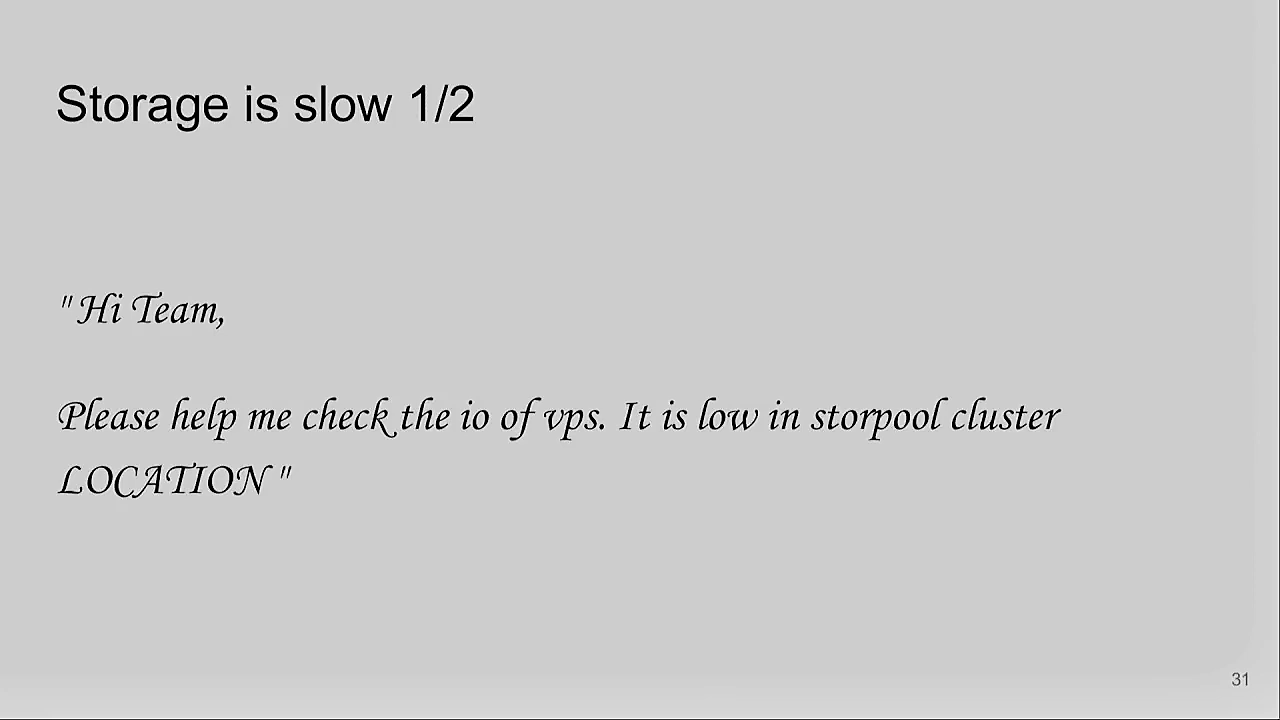 Storage is slow 1/2
"Hi Team,
Please help me check the io of vps. It is low in storpool cluster
LOCATION"
31